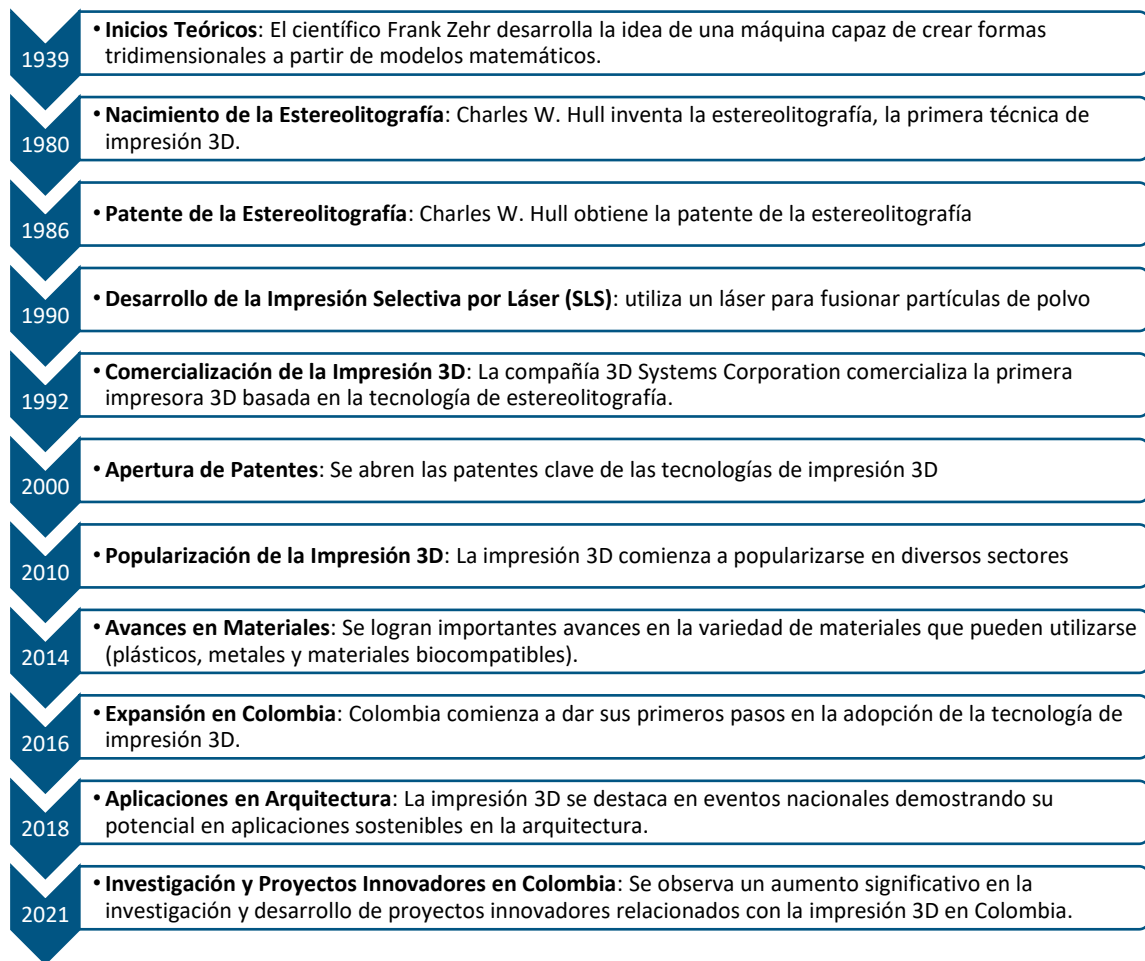 1939
• Inicios Teóricos: El científico Frank Zehr desarrolla la idea de una máquina capaz de crear formas
tridimensionales a partir de modelos matemáticos.
1980
• Nacimiento de la Estereolitografía: Charles W. Hull inventa la estereolitografía, la primera técnica de
impresión 3D.
1986
• Patente de la Estereolitografía: Charles W. Hull obtiene la patente de la estereolitografía
1990
• Desarrollo de la Impresión Selectiva por Láser (SLS): utiliza un láser para fusionar partículas de polvo
1992
• Comercialización de la Impresión 3D: La compañía 3D Systems Corporation comercializa la primera
impresora 3D basada en la tecnología de estereolitografía.
2000
• Apertura de Patentes: Se abren las patentes clave de las tecnologías de impresión 3D
2010
• Popularización de la Impresión 3D: La impresión 3D comienza a popularizarse en diversos sectores
2014
• Avances en Materiales: Se logran importantes avances en la variedad de materiales que pueden utilizarse
(plásticos, metales y materiales biocompatibles).
2016
• Expansión en Colombia: Colombia comienza a dar sus primeros pasos en la adopción de la tecnología de
impresión 3D.
2018
• Aplicaciones en Arquitectura: La impresión 3D se destaca en eventos nacionales demostrando su
potencial en aplicaciones sostenibles en la arquitectura.
2021
• Investigación y Proyectos Innovadores en Colombia: Se observa un aumento significativo en la
investigación y desarrollo de proyectos innovadores relacionados con la impresión 3D en Colombia.